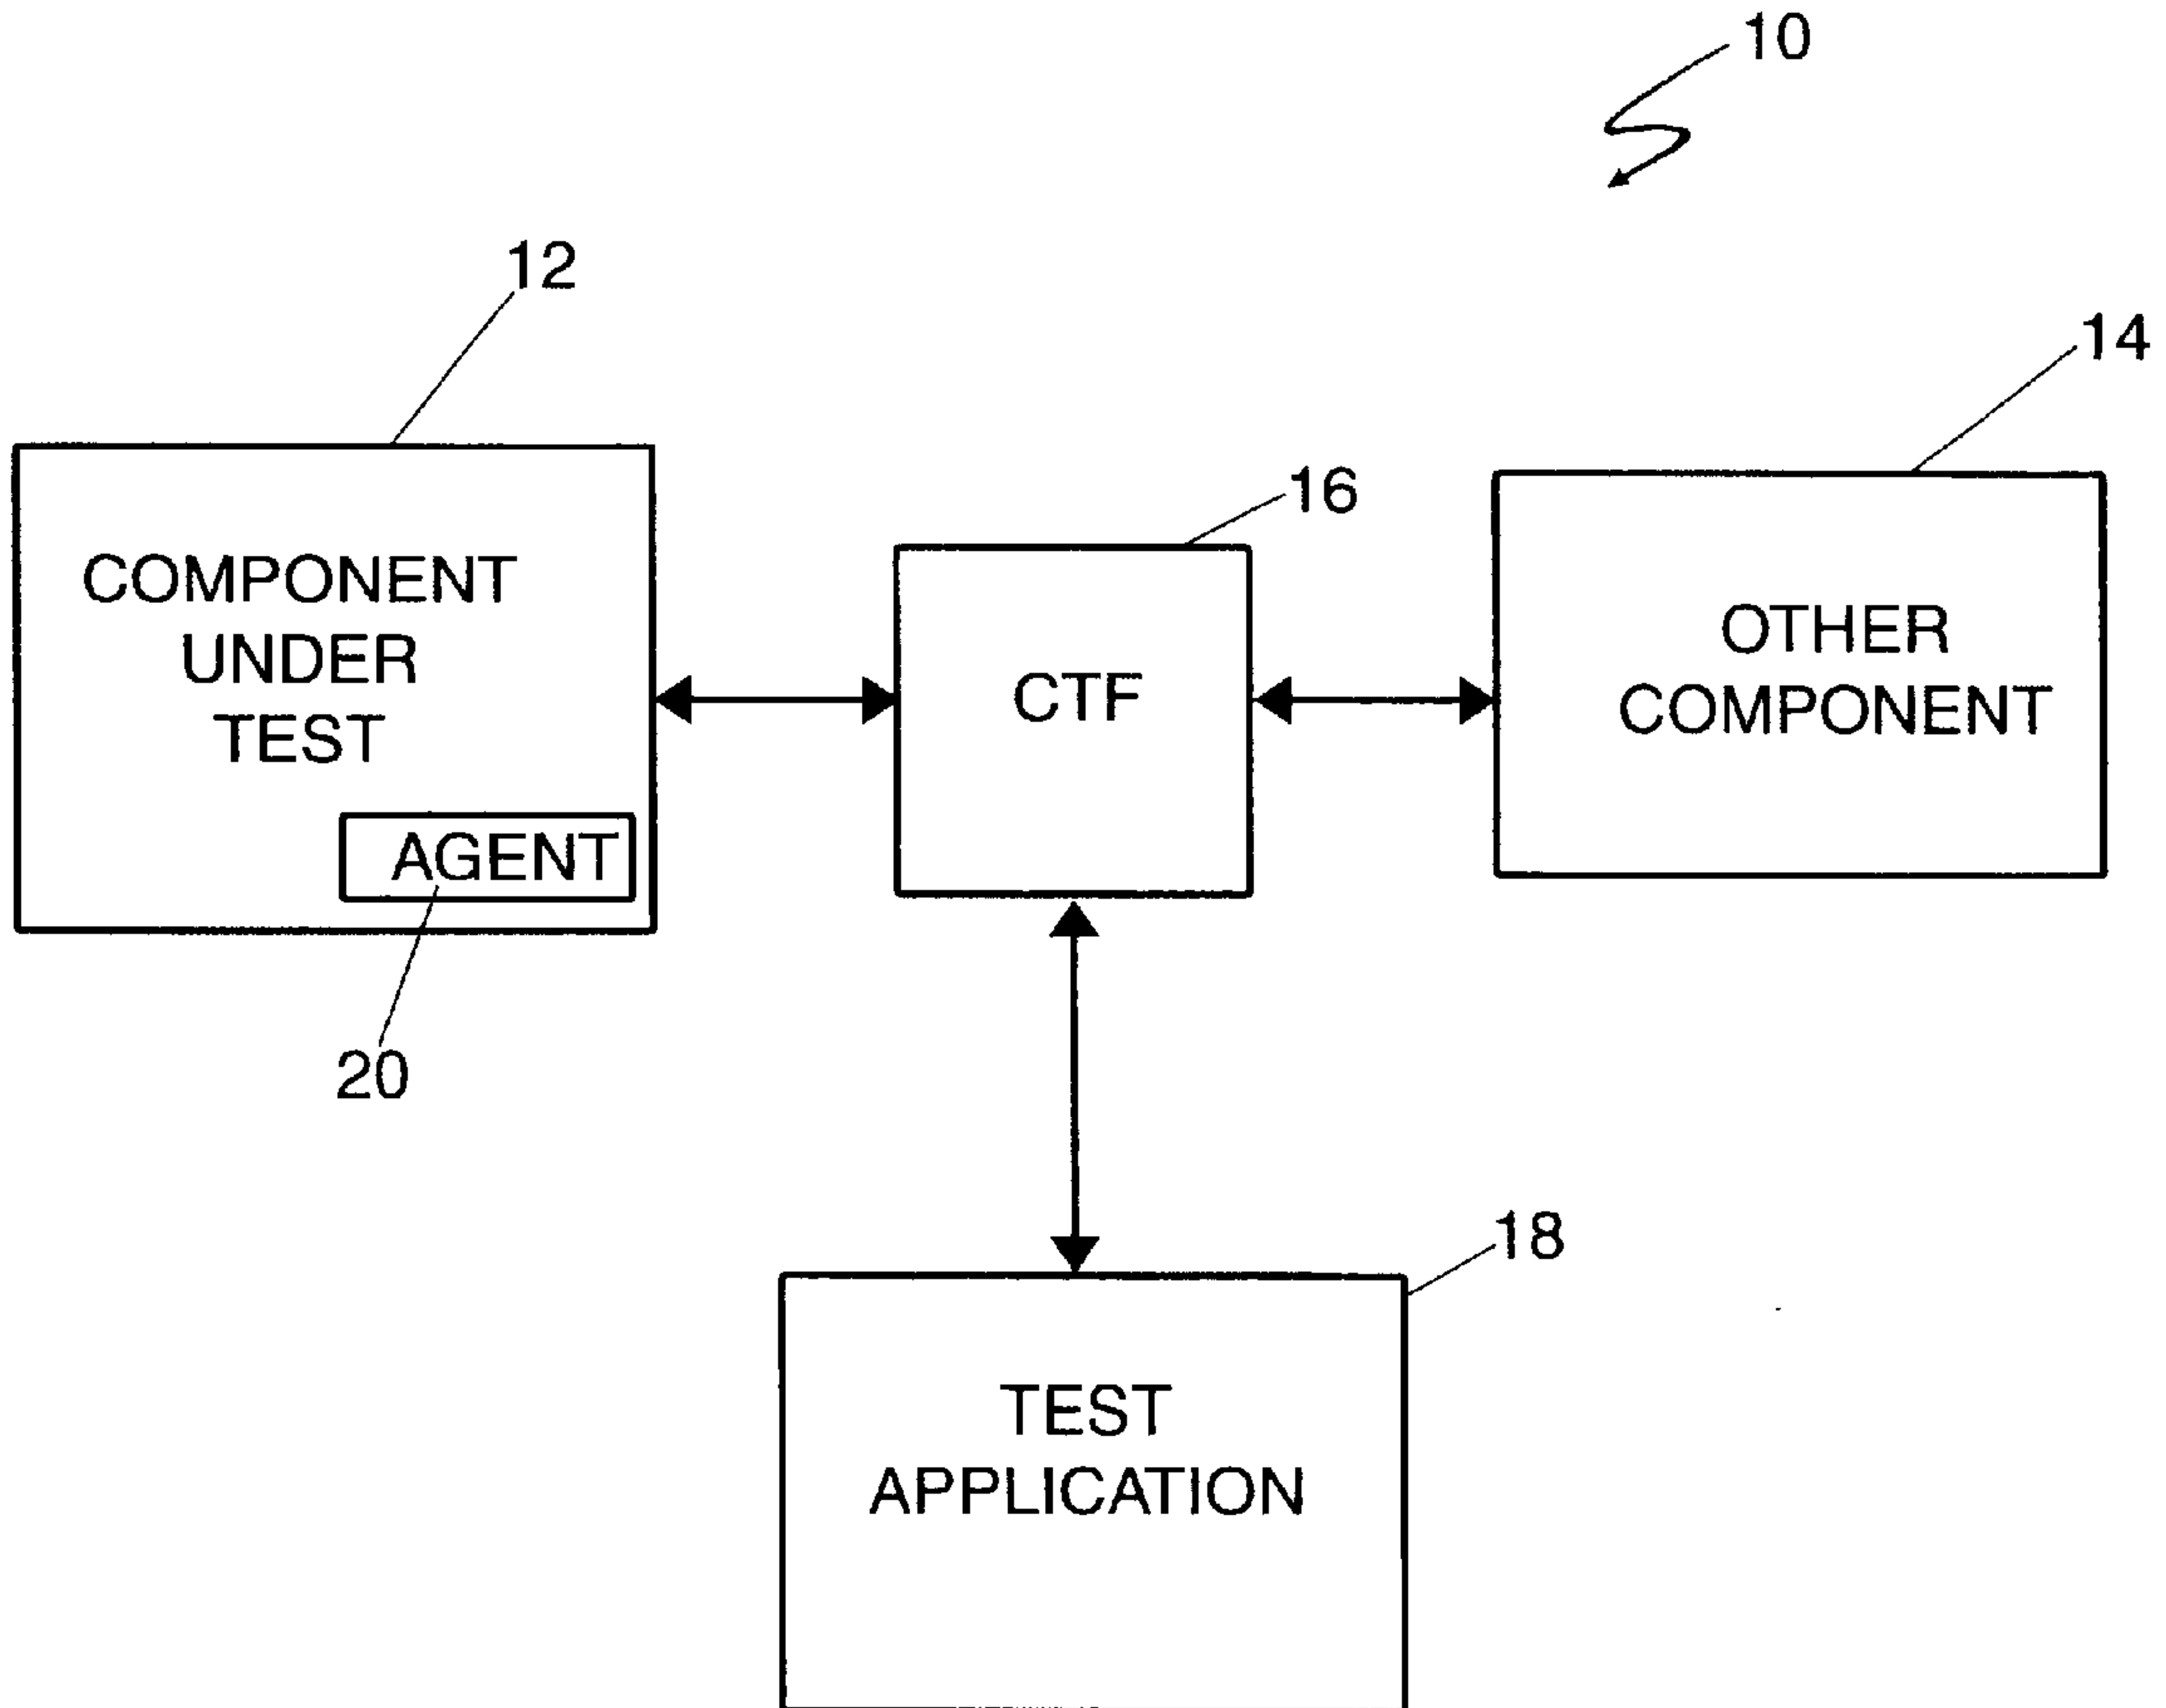 10
12
14
16
COMPONENT
UNDER
TEST
CTF
OTHER
COMPONENT
AGENT
20
18
TEST
APPLICATION